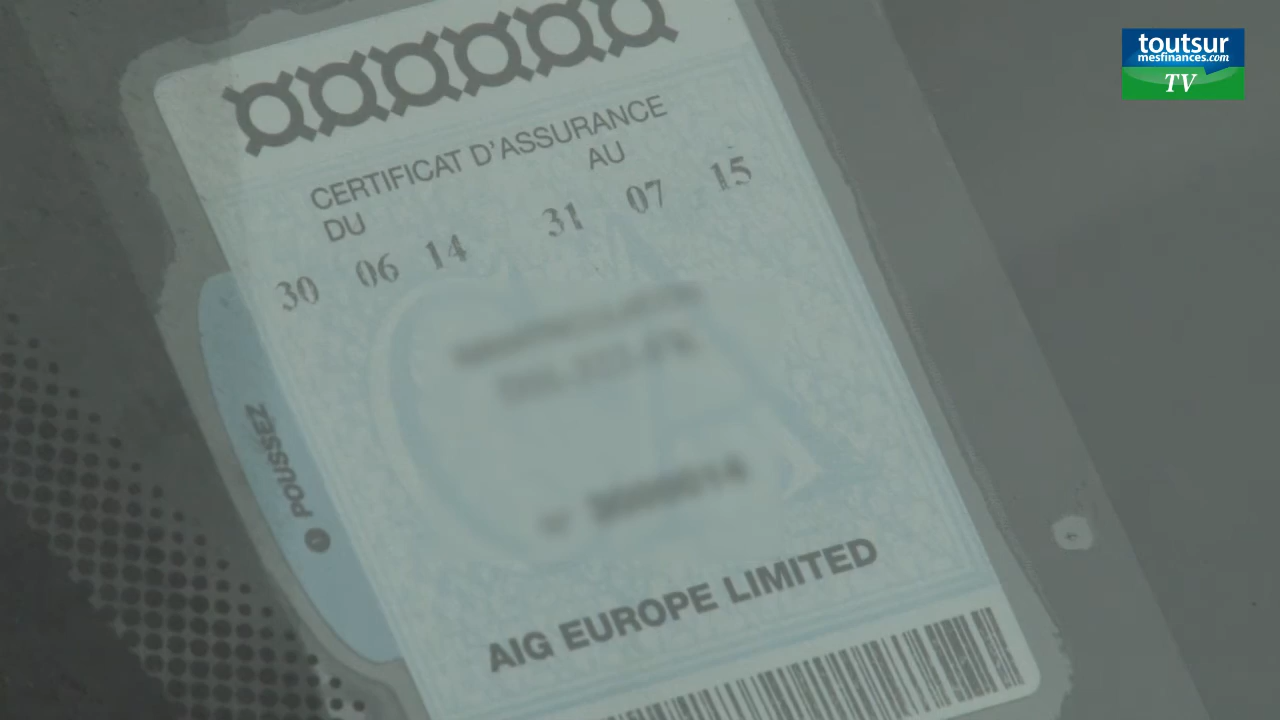 toutsur
mesfinances.com
TV
CERTIFICAT D'ASSURANCE
DU AU
30 06 14 31 07 15
POUSSEZ
AIG EUROPE LIMITED